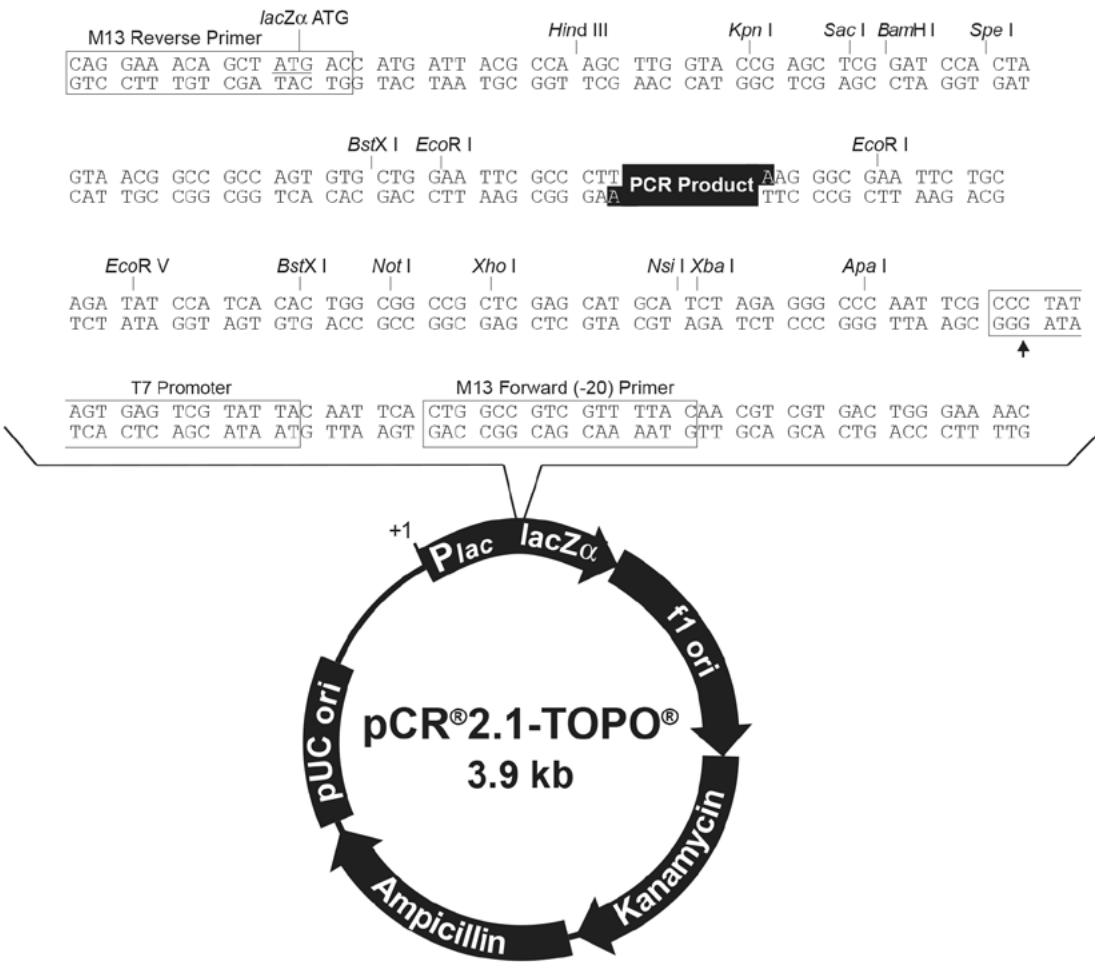 lacZα ATG
M13 Reverse Primer Hind III Kpn I Sac I BamH I Spe I
CAG GAA ACA GCT ATG ACC ATG ATT ACG CCA AGC TTG GTA CCG AGC TCG GAT CCA CTA
GTC CTT TGT CGA TAC TGG TAC TAA TGC GGT TCG AAC CAT GGC TCG AGC CTA GGT GAT
BstX I EcoR I EcoR I
GTA ACG GCC GCC AGT GTG CTG GAA TTC GCC CTT PCR Product AAG GGC GAA TTC TGC
CAT TGC CGG CGG TCA CAC GAC CTT AAG CGG GAA TTC CCG CTT AAG ACG
EcoR V BstX I Not I Xho I Nsi I Xba I Apa I
AGA TAT CCA TCA CAC TGG CGG CCG CTC GAG CAT GCA TCT AGA GGG CCC AAT TCG CCC TAT
TCT ATA GGT AGT GTG ACC GCC GGC GAG CTC GTA CGT AGA TCT CCC GGG TTA AGC GGG ATA
T7 Promoter M13 Forward (-20) Primer
AGT GAG TCG TAT TAC AAT TCA CTG GCC GTC GTT TTA CAA CGT CGT GAC TGG GAA AAC
TCA CTC AGC ATA ATG TTA AGT GAC CGG CAG CAA AAT GTT GCA GCA CTG ACC CTT TTG
+1
Plac lacZα
f1 ori
Kanamycin
Ampicillin
pUC ori
pCR®2.1-TOPO®
3.9 kb